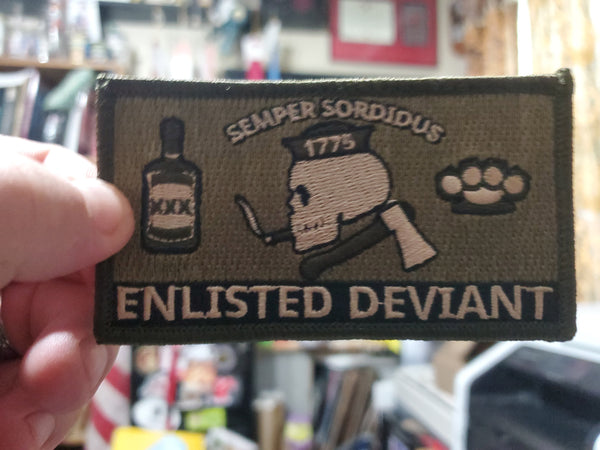 SEMPER SORDIDUS
1775
XXX
ENLISTED DEVIANT